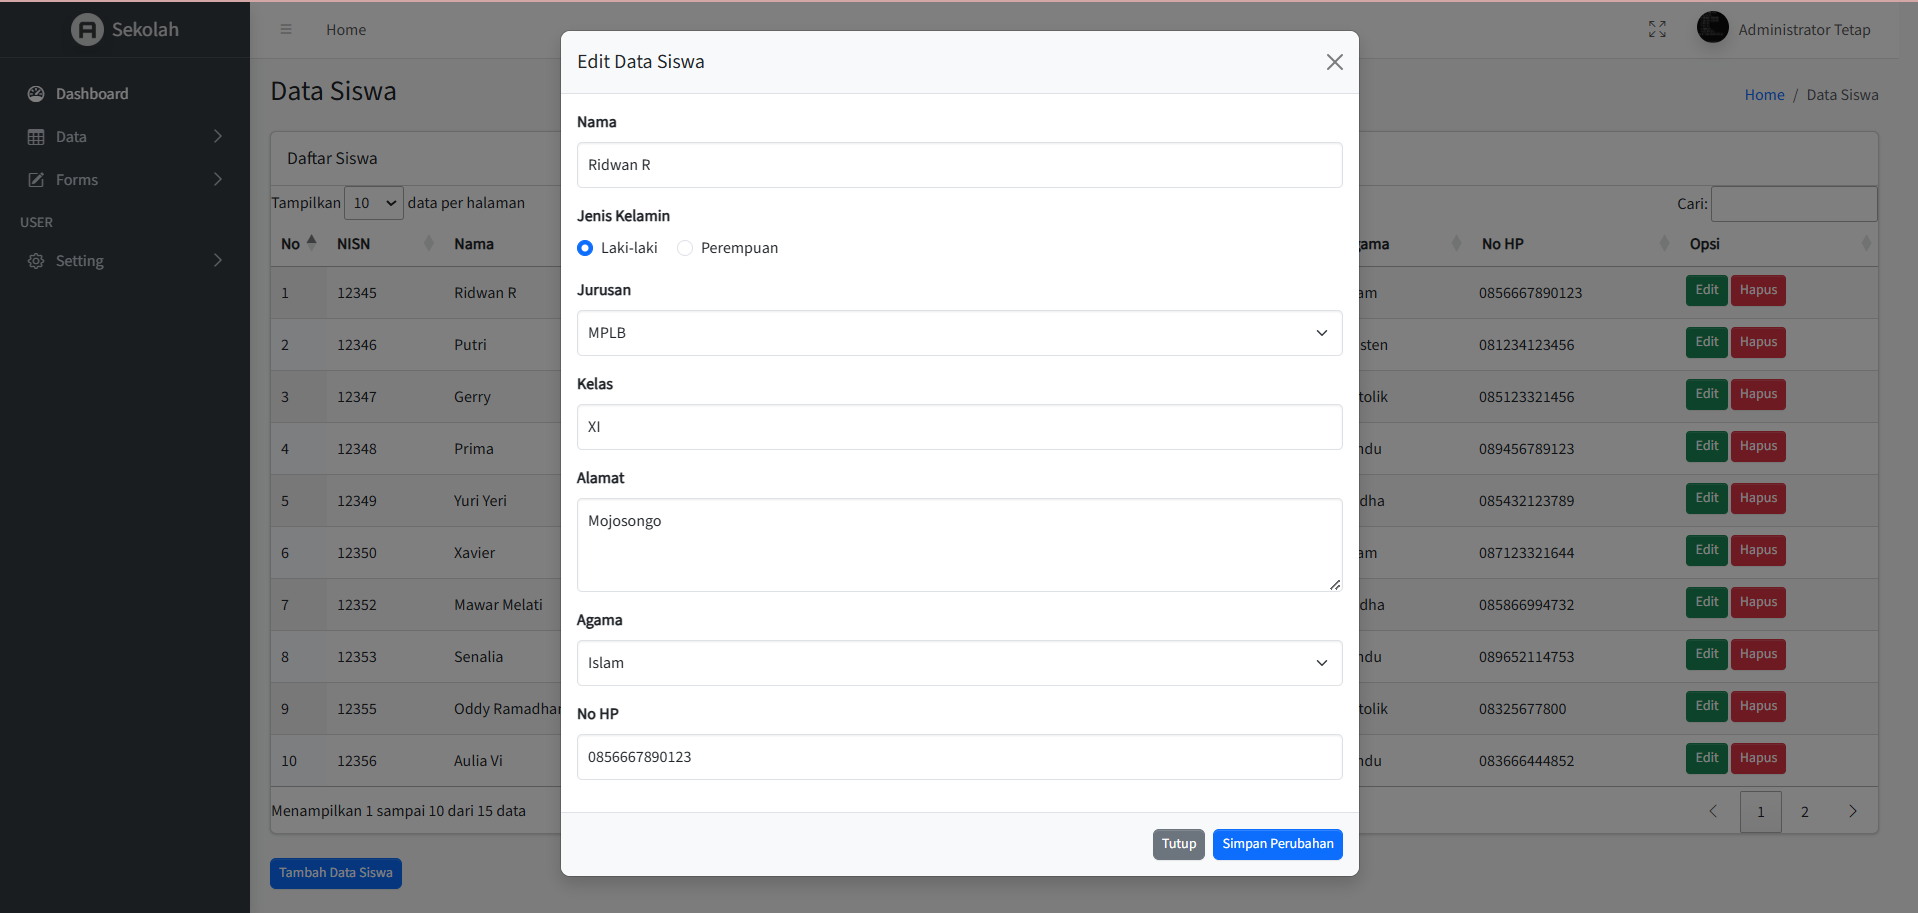 Sekolah
Home
Administrator Tetap
Dashboard
Data
Forms
USER
Setting
Data Siswa
Home / Data Siswa
Daftar Siswa
Tampilkan 10 data per halaman
Cari:
No NISN Nama gama No HP Opsi
1 12345 Ridwan R am 0856667890123 Edit Hapus
2 12346 Putri sten 081234123456 Edit Hapus
3 12347 Gerry tolik 085123321456 Edit Hapus
4 12348 Prima ndu 089456789123 Edit Hapus
5 12349 Yuri Yeri dha 085432123789 Edit Hapus
6 12350 Xavier am 087123321644 Edit Hapus
7 12352 Mawar Melati dha 085866994732 Edit Hapus
8 12353 Senalia ndu 089652114753 Edit Hapus
9 12355 Oddy Ramadhan tolik 08325677800 Edit Hapus
10 12356 Aulia Vi ndu 083666444852 Edit Hapus
Menampilkan 1 sampai 10 dari 15 data
1 2
Tambah Data Siswa
Edit Data Siswa
Nama
Ridwan R
Jenis Kelamin
Laki-laki Perempuan
Jurusan
MPLB
Kelas
XI
Alamat
Mojosongo
Agama
Islam
No HP
0856667890123
Tutup Simpan Perubahan